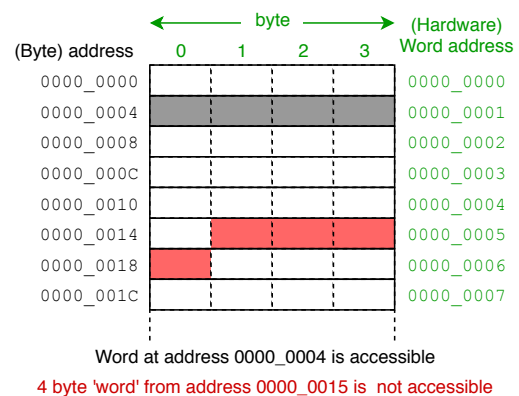 byte
(Hardware)
(Byte) address 0 1 2 3 Word address
0000_0000 0000_0000
0000_0004 0000_0001
0000_0008 0000_0002
0000_000C 0000_0003
0000_0010 0000_0004
0000_0014 0000_0005
0000_0018 0000_0006
0000_001C 0000_0007
Word at address 0000_0004 is accessible
4 byte 'word' from address 0000_0015 is not accessible